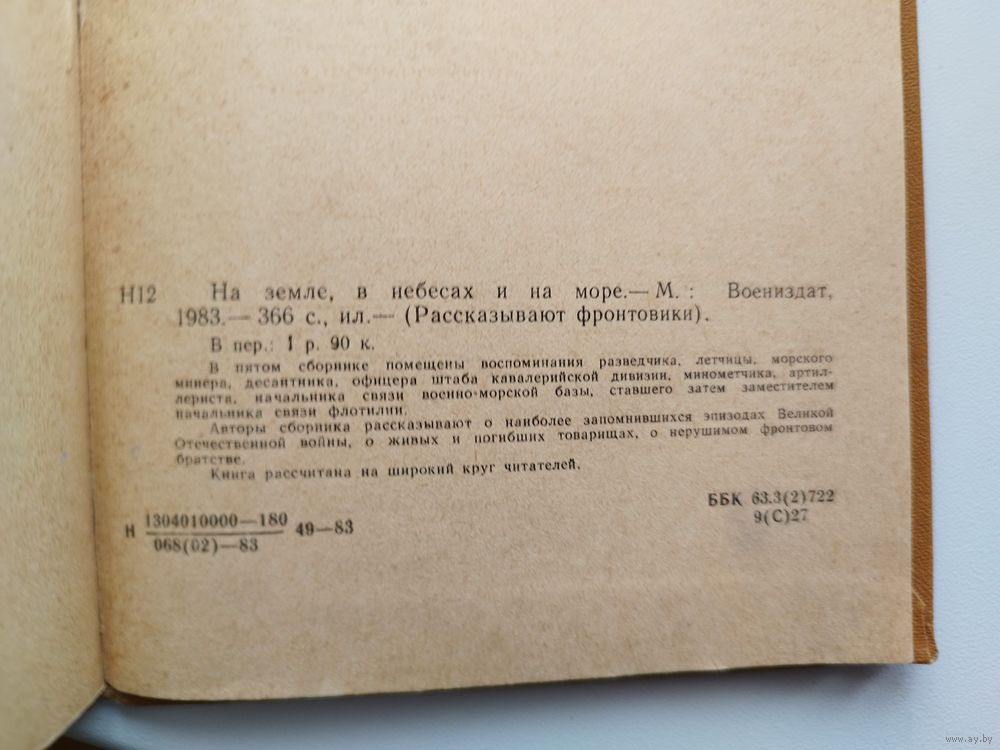 Н12 На земле, в небесах и на море.— М.: Воениздат,
1983.— 366 с., ил.— (Рассказывают фронтовики).
В пер.: 1 р. 90 к.
В пятом сборнике помещены воспоминания разведчика, летчицы, морского
минера, десантника, офицера штаба кавалерийской дивизии, минометчика, артил-
лериста, начальника связи военно-морской базы, ставшего затем заместителем
начальника связи флотилии.
Авторы сборника рассказывают о наиболее запомнившихся эпизодах Великой
Отечественной войны, о живых и погибших товарищах, о нерушимом фронтовом
братстве.
Книга рассчитана на широкий круг читателей.
Н 1304010000—180
068(02)—83 49—83
ББК 63.3(2)722
9(С)27
www.ay.by